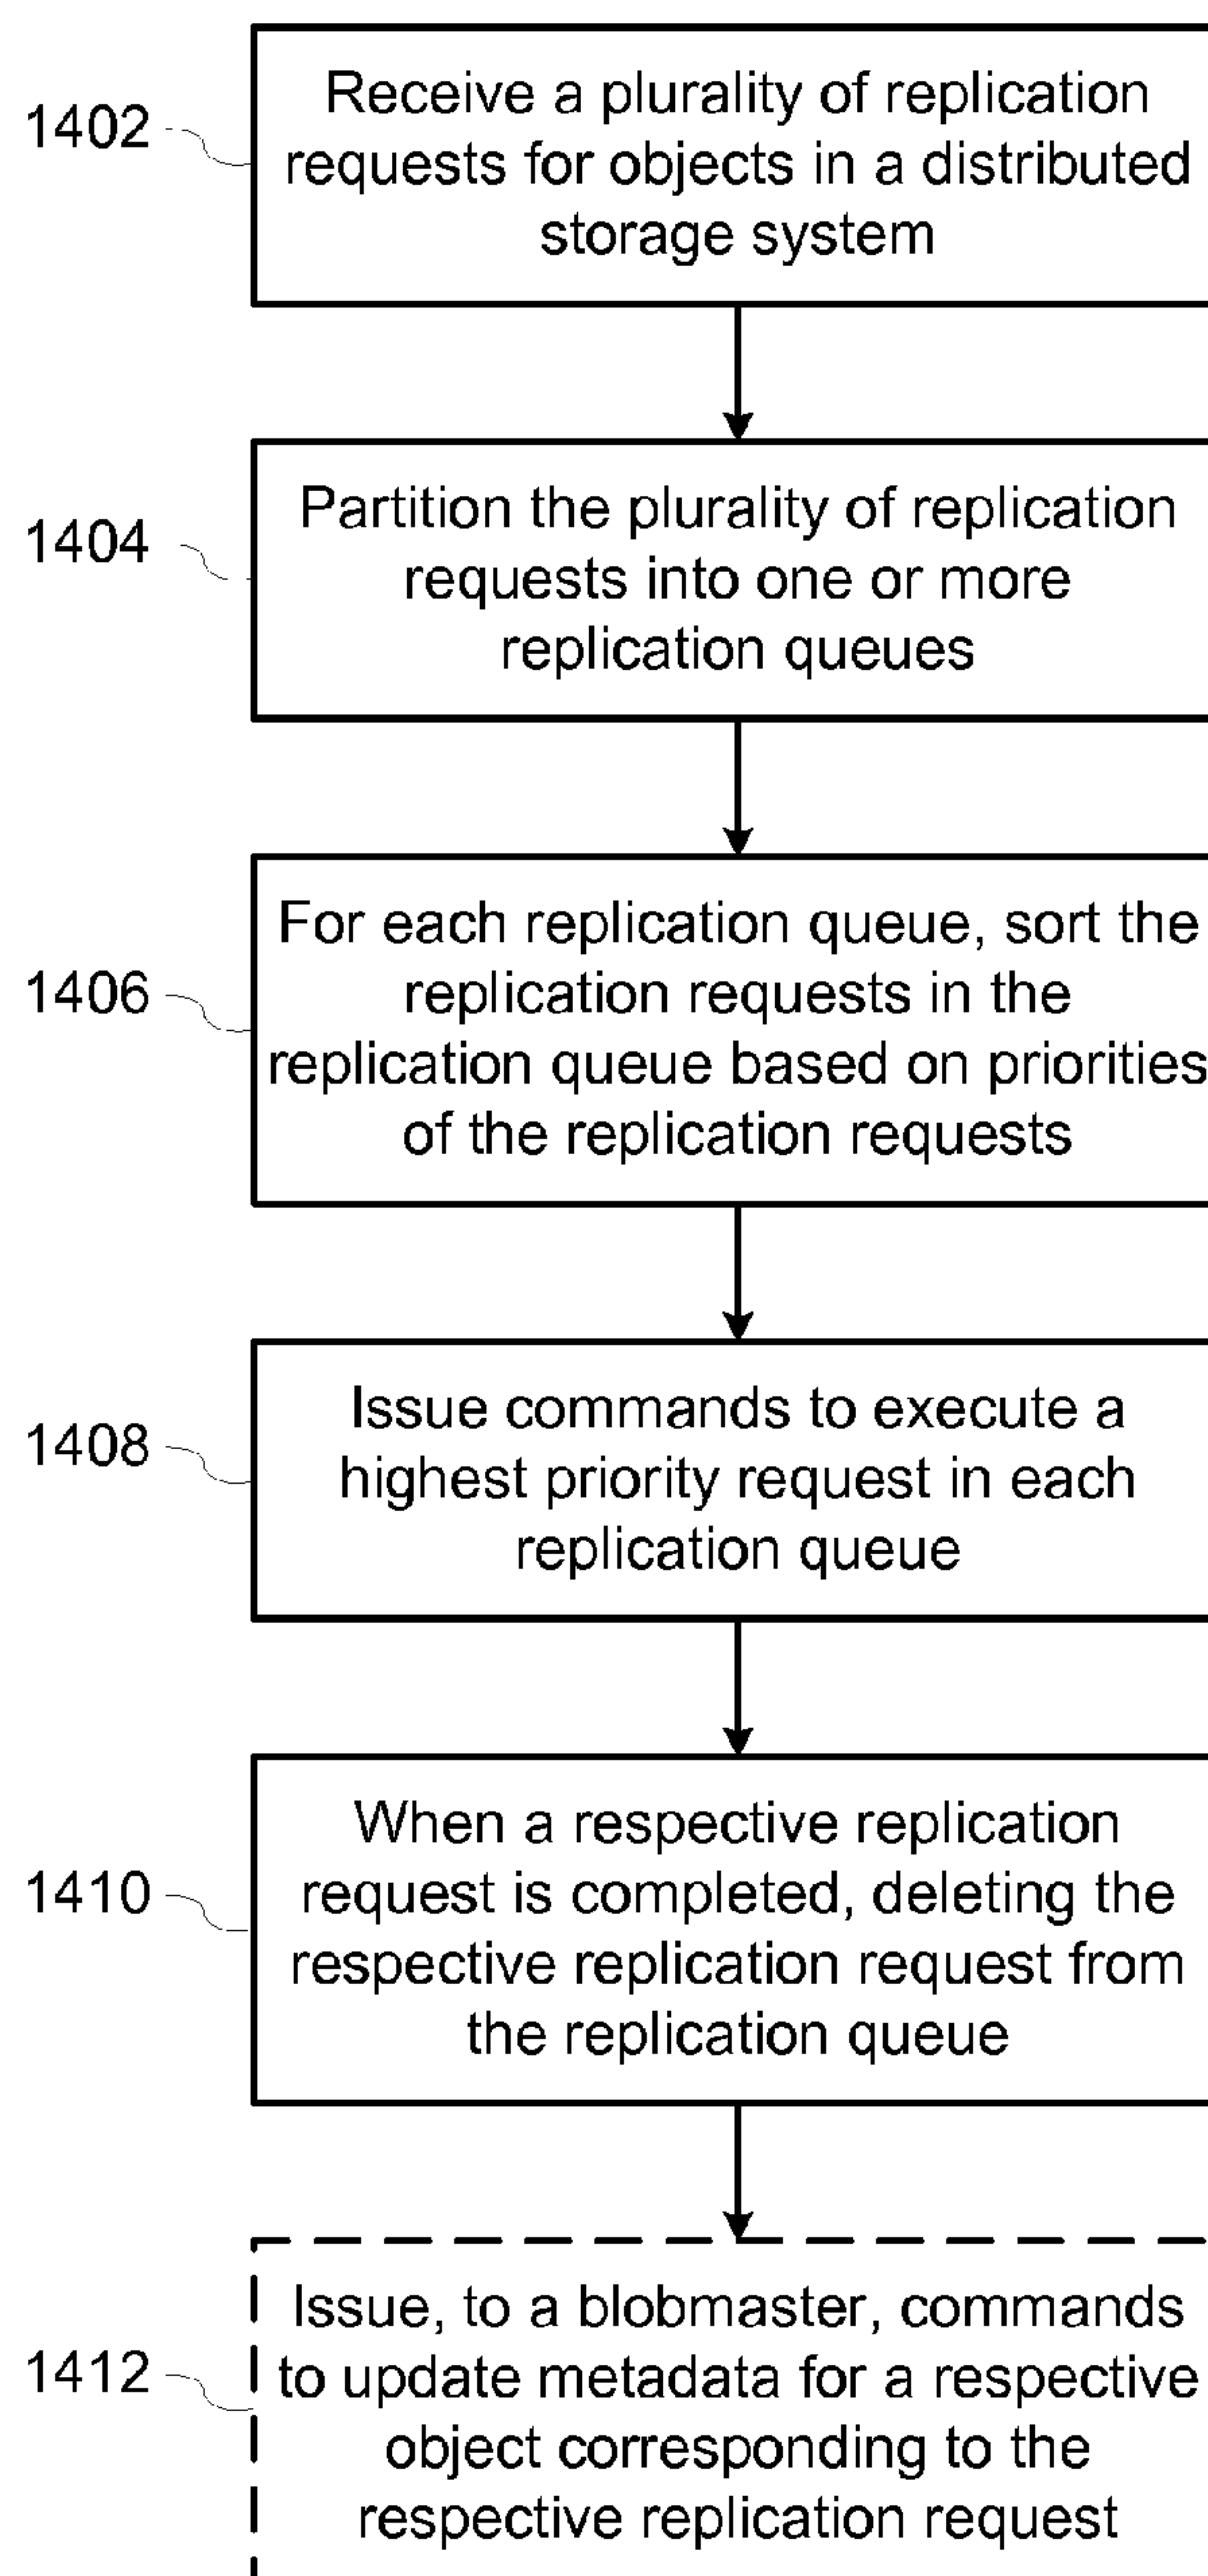 Receive a plurality of replication
1402
requests for objects in a distributed
storage system
Partition the plurality of replication
1404
requests into one or more
replication queues
For each replication queue, sort the
1406
replication requests in the
replication queue based on priorities
of the replication requests
Issue commands to execute a
1408
highest priority request in each
replication queue
When a respective replication
1410
request is completed, deleting the
respective replication request from
the replication queue
Issue, to a blobmaster, commands
1412
to update metadata for a respective
object corresponding to the
respective replication request